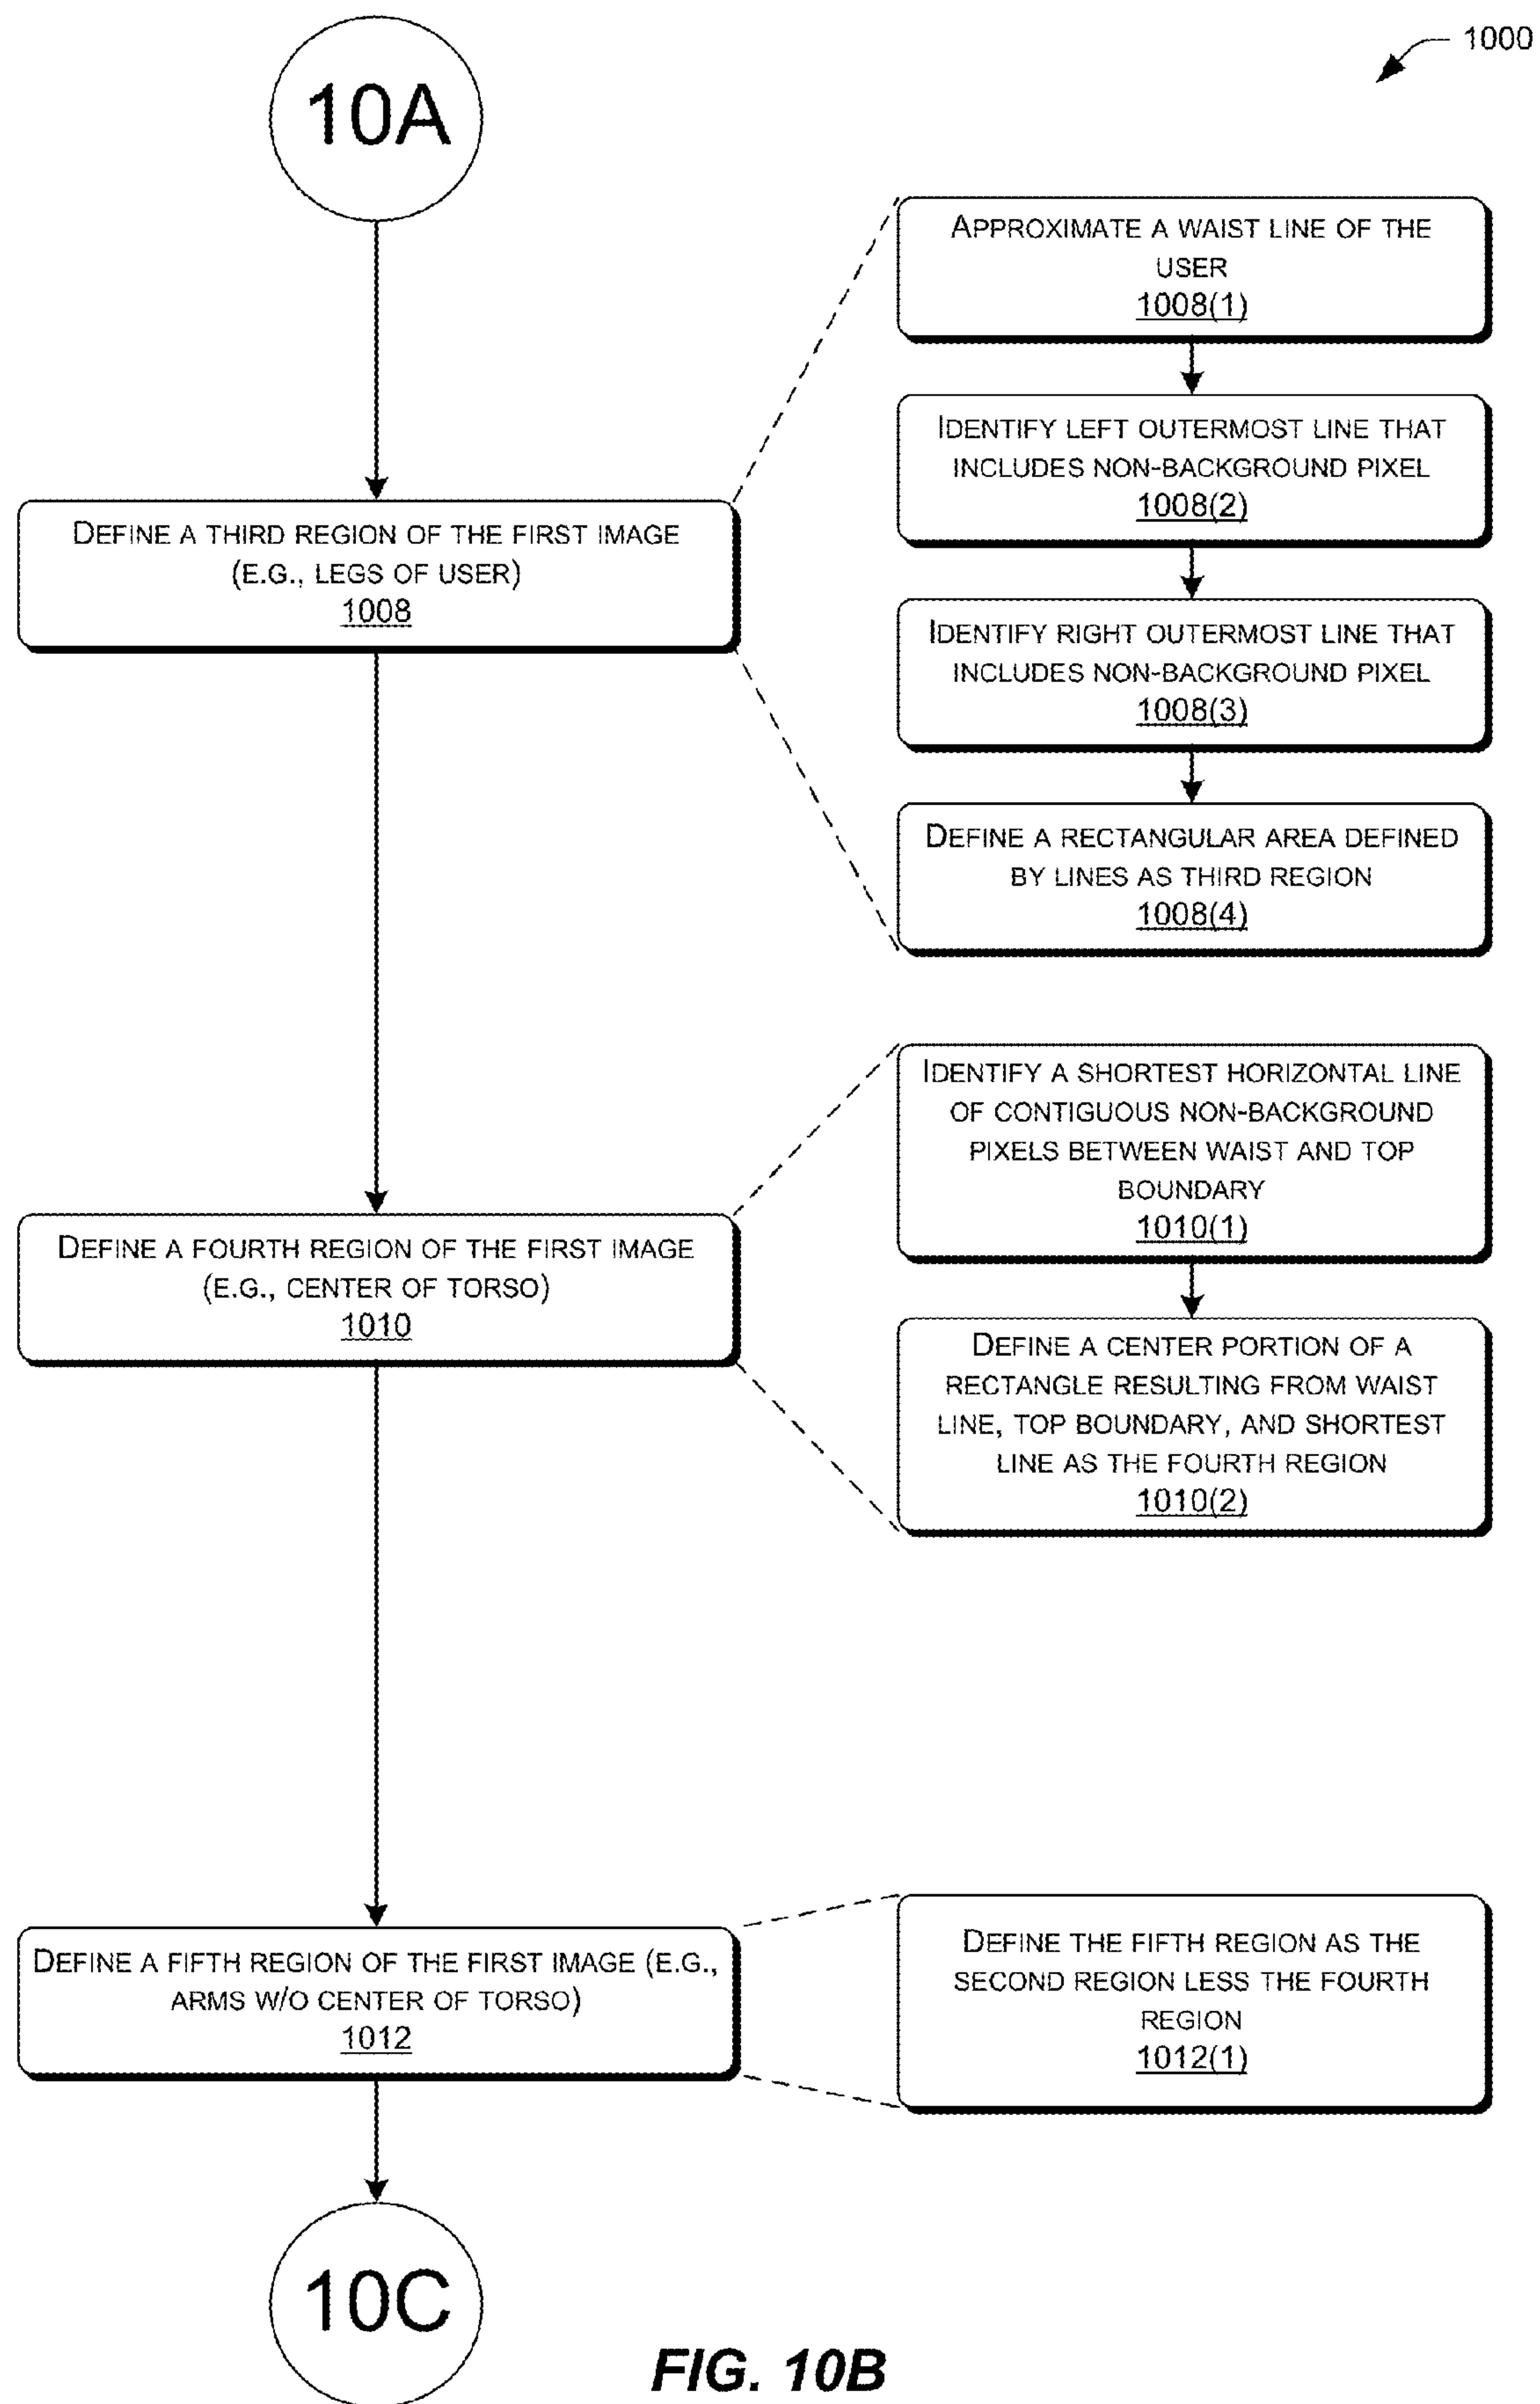 10A
1000
APPROXIMATE A WAIST LINE OF THE
USER
1008(1)
IDENTIFY LEFT OUTERMOST LINE THAT
INCLUDES NON-BACKGROUND PIXEL
1008(2)
DEFINE A THIRD REGION OF THE FIRST IMAGE
(E.G., LEGS OF USER)
1008
IDENTIFY RIGHT OUTERMOST LINE THAT
INCLUDES NON-BACKGROUND PIXEL
1008(3)
DEFINE A RECTANGULAR AREA DEFINED
BY LINES AS THIRD REGION
1008(4)
IDENTIFY A SHORTEST HORIZONTAL LINE
OF CONTIGUOUS NON-BACKGROUND
PIXELS BETWEEN WAIST AND TOP
BOUNDARY
1010(1)
DEFINE A FOURTH REGION OF THE FIRST IMAGE
(E.G., CENTER OF TORSO)
1010
DEFINE A CENTER PORTION OF A
RECTANGLE RESULTING FROM WAIST
LINE, TOP BOUNDARY, AND SHORTEST
LINE AS THE FOURTH REGION
1010(2)
DEFINE A FIFTH REGION OF THE FIRST IMAGE (E.G.,
ARMS W/O CENTER OF TORSO)
1012
DEFINE THE FIFTH REGION AS THE
SECOND REGION LESS THE FOURTH
REGION
1012(1)
10C
FIG. 10B